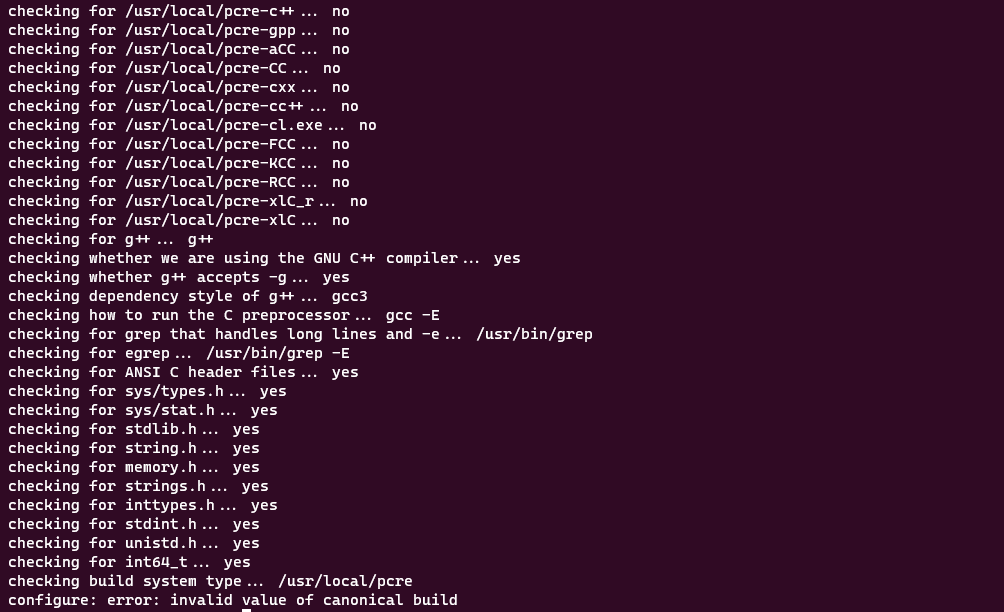 checking for /usr/local/pcre-c++... no
checking for /usr/local/pcre-gpp... no
checking for /usr/local/pcre-aCC... no
checking for /usr/local/pcre-CC... no
checking for /usr/local/pcre-cxx... no
checking for /usr/local/pcre-cc++... no
checking for /usr/local/pcre-cl.exe... no
checking for /usr/local/pcre-FCC... no
checking for /usr/local/pcre-KCC... no
checking for /usr/local/pcre-RCC... no
checking for /usr/local/pcre-xlC_r... no
checking for /usr/local/pcre-xlC... no
checking for g++... g++
checking whether we are using the GNU C++ compiler... yes
checking whether g++ accepts -g... yes
checking dependency style of g++... gcc3
checking how to run the C preprocessor... gcc -E
checking for grep that handles long lines and -e... /usr/bin/grep
checking for egrep... /usr/bin/grep -E
checking for ANSI C header files... yes
checking for sys/types.h... yes
checking for sys/stat.h... yes
checking for stdlib.h... yes
checking for string.h... yes
checking for memory.h... yes
checking for strings.h... yes
checking for inttypes.h... yes
checking for stdint.h... yes
checking for unistd.h... yes
checking for int64_t... yes
checking build system type... /usr/local/pcre
configure: error: invalid value of canonical build